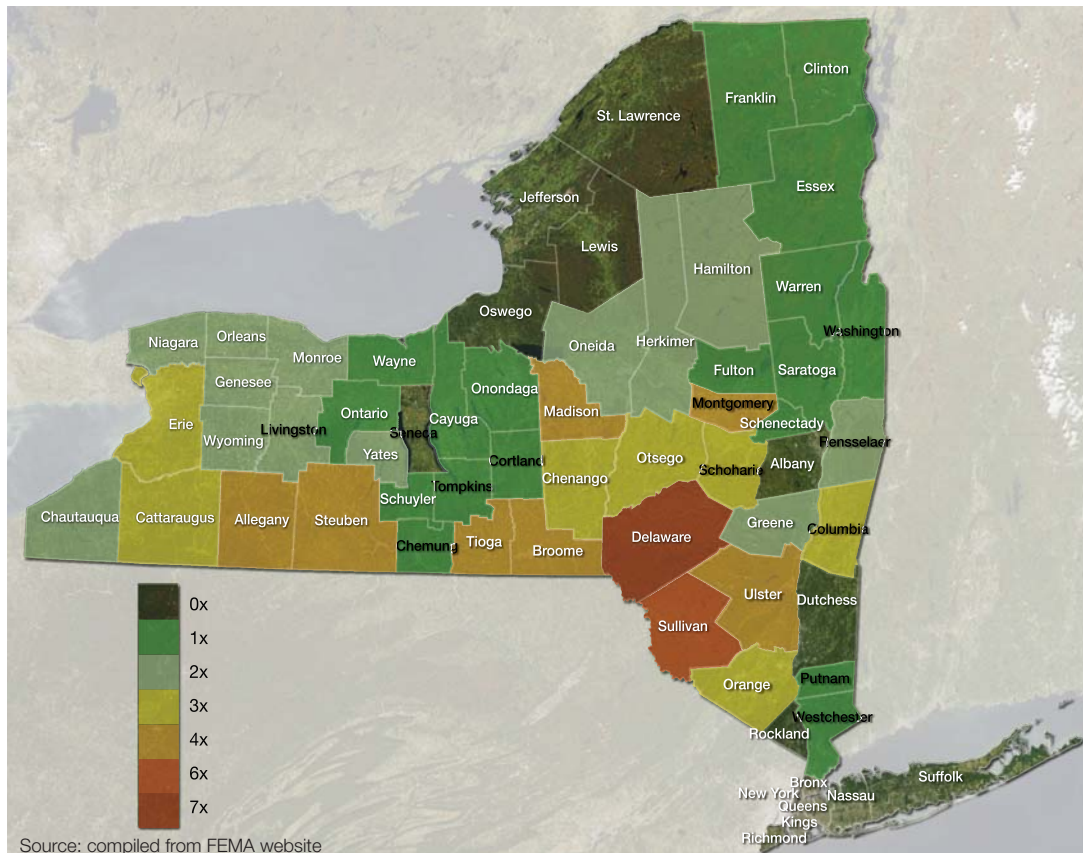 Clinton
Franklin
St. Lawrence
Essex
Jefferson
Lewis
Hamilton
Warren
Oswego
Washington
Niagara
Orleans
Oneida
Herkimer
Monroe
Wayne
Fulton
Saratoga
Genesee
Onondaga
Madison
Montgomery
Ontario
Cayuga
Erie
Schenectady
Livingston
Seneca
Wyoming
Rensselaer
Yates
Cortland
Otsego
Schoharie
Albany
Chenango
Tompkins
Schuyler
Chautauqua
Cattaraugus
Allegany
Steuben
Greene
Columbia
Delaware
Tioga
Chemung
Broome
Ulster
Dutchess
0x
Sullivan
1x
2x
Putnam
Orange
3x
Westchester
Rockland
4x
6x
Suffolk
Bronx
New York
Nassau
7x
Queens
Kings
Richmond
Source: compiled from FEMA website